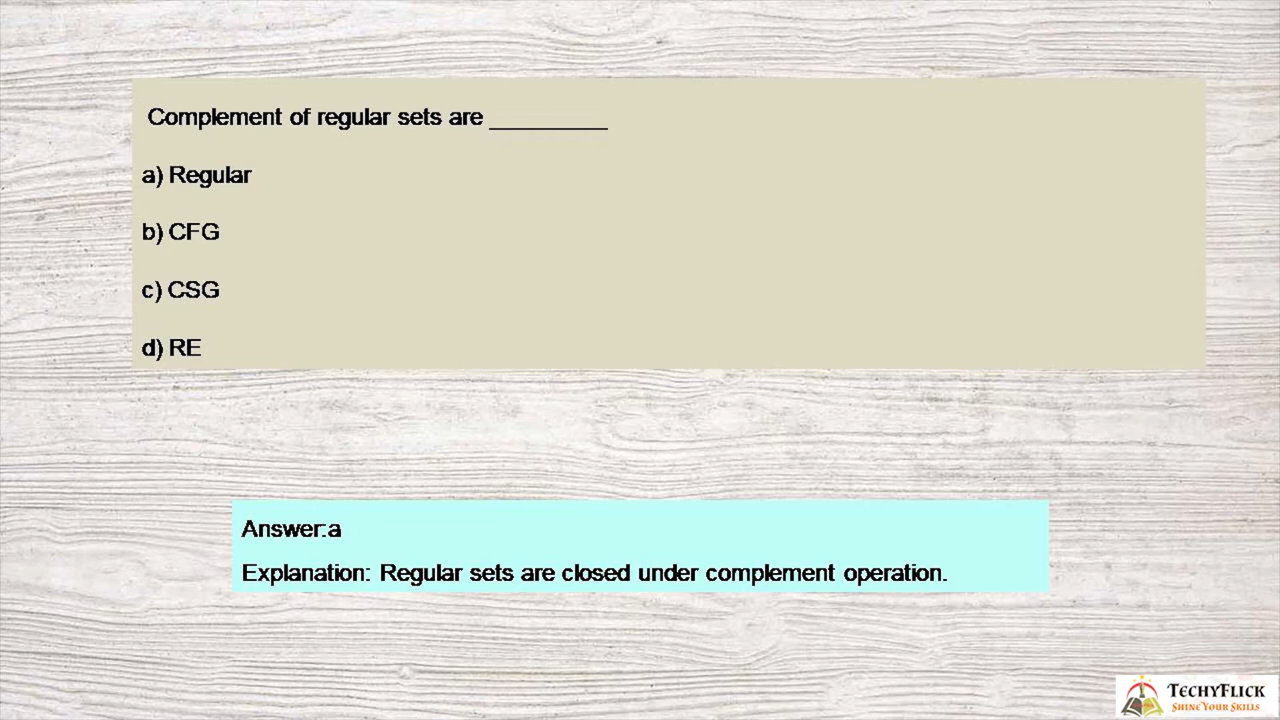 Complement of regular sets are _________
a) Regular
b) CFG
c) CSG
d) RE
Answer:a
Explanation: Regular sets are closed under complement operation.
TECHYFLICK
SHINE YOUR SKILLS